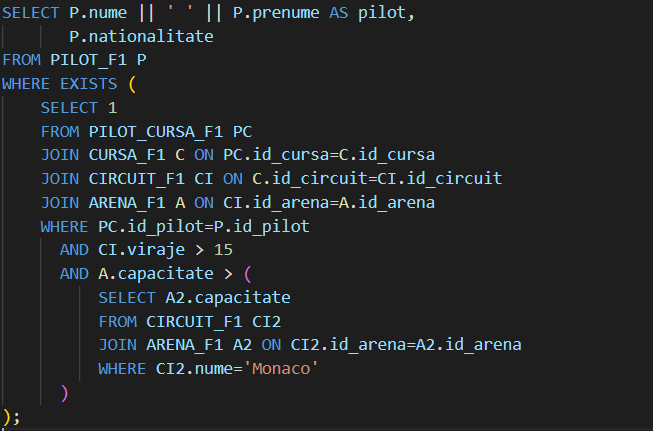 SELECT P.nume || ' ' || P.prenume AS pilot,
       P.nationalitate
FROM PILOT_F1 P
WHERE EXISTS (
    SELECT 1
    FROM PILOT_CURSA_F1 PC
    JOIN CURSA_F1 C ON PC.id_cursa=C.id_cursa
    JOIN CIRCUIT_F1 CI ON C.id_circuit=CI.id_circuit
    JOIN ARENA_F1 A ON CI.id_arena=A.id_arena
    WHERE PC.id_pilot=P.id_pilot
      AND CI.viraje > 15
      AND A.capacitate > (
          SELECT A2.capacitate
          FROM CIRCUIT_F1 CI2
          JOIN ARENA_F1 A2 ON CI2.id_arena=A2.id_arena
          WHERE CI2.nume='Monaco'
      )
);